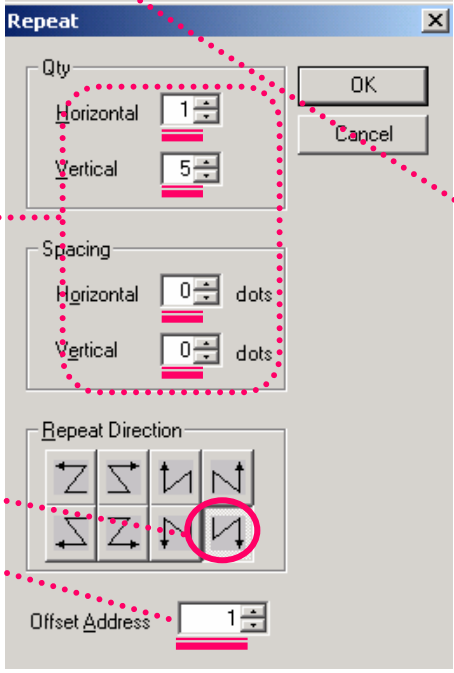 Repeat
Qty
OK
Horizontal 1
Cancel
Vertical 5
Spacing
Horizontal 0 dots
Vertical 0 dots
Repeat Direction
Offset Address 1